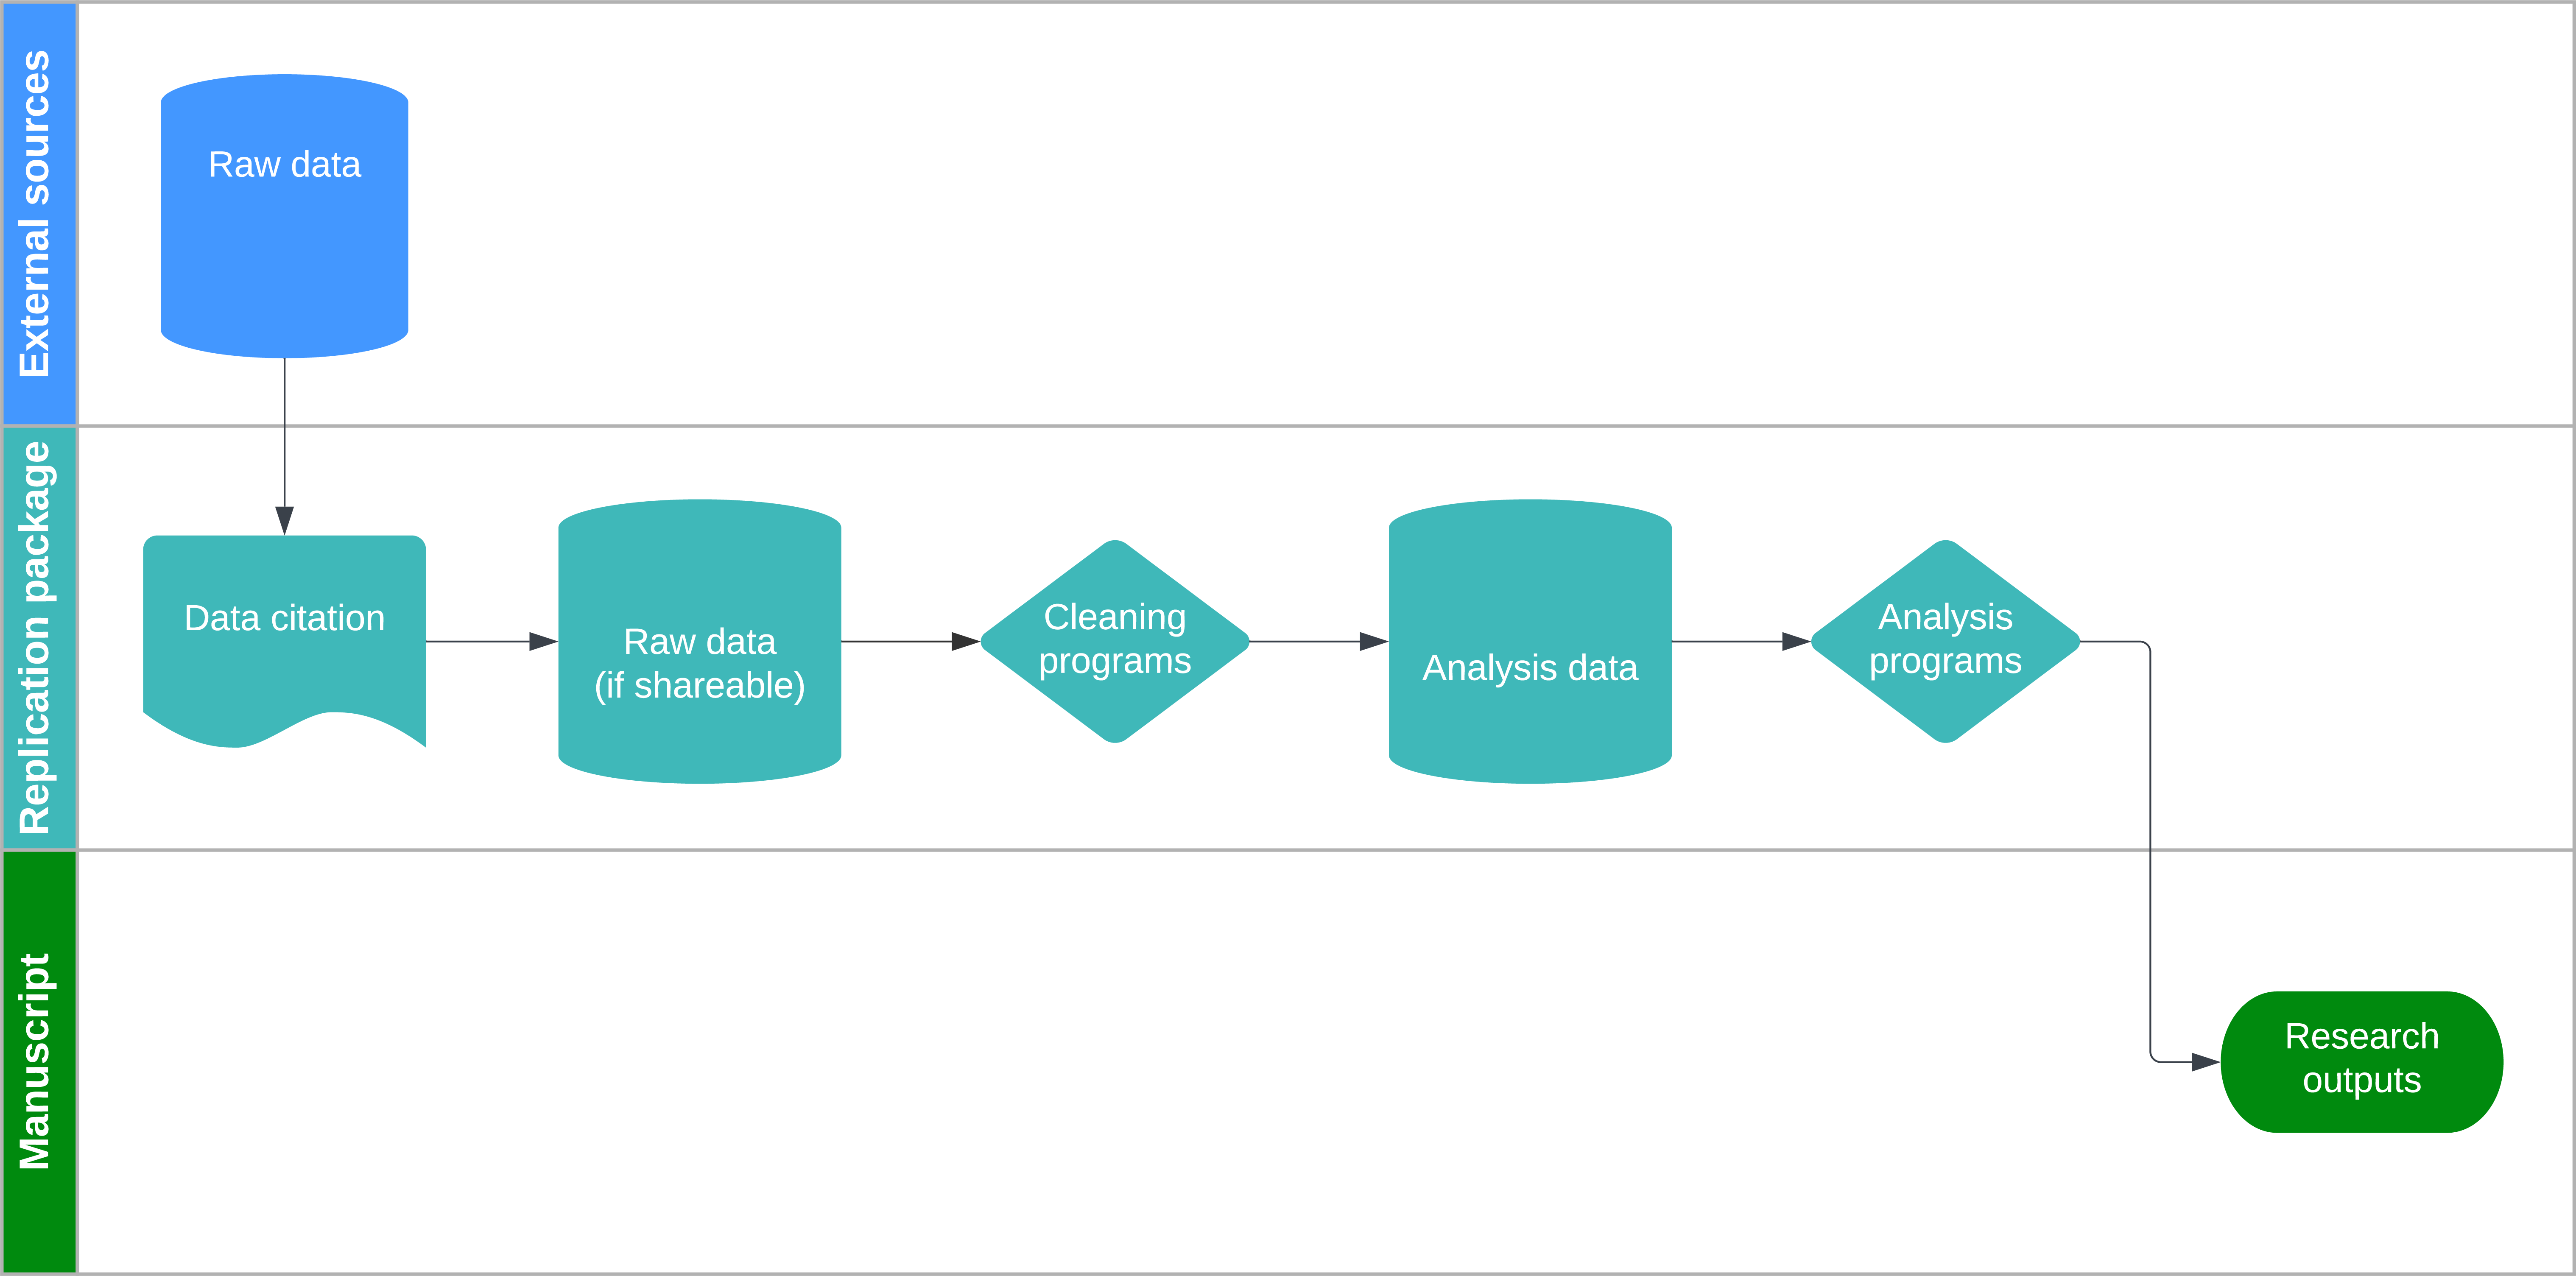 External sources
Raw data
Replication package
Data citation
Raw data
(if shareable)
Cleaning
programs
Analysis data
Analysis
programs
Manuscript
Research
outputs